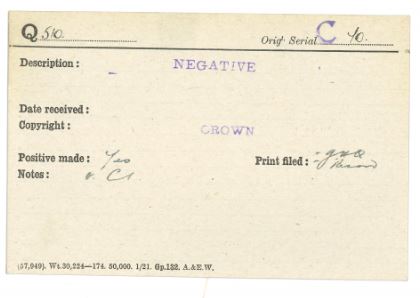 Q 510 Orig' Serial C 40.
Description : NEGATIVE
Date received :
Copyright : CROWN
Positive made : Yes Print filed :
Notes :
(57,949). Wt.30,224—174. 50,000. 1/21. Gp.132. A.&E.W.